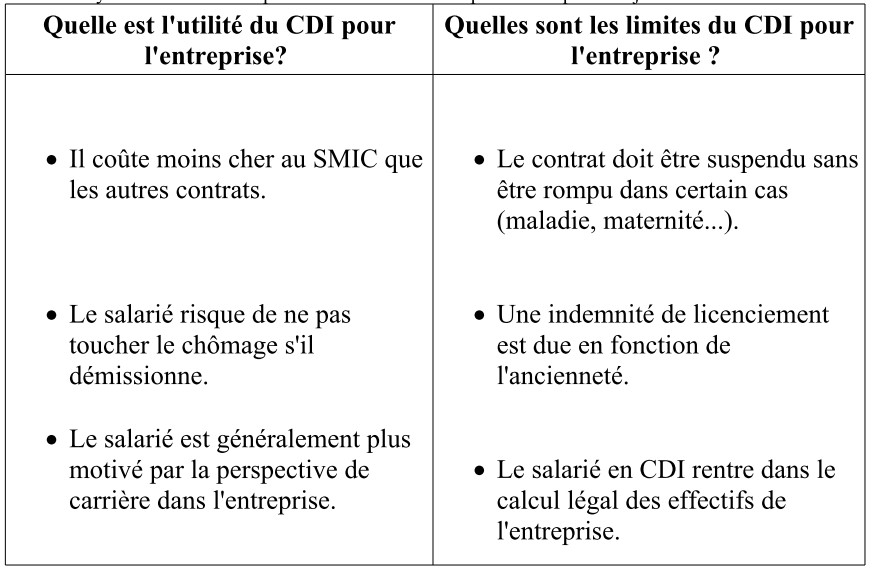 Quelle est l'utilité du CDI pour
l'entreprise?
Il coûte moins cher au SMIC que
les autres contrats.
Le salarié risque de ne pas
toucher le chômage s'il
démissionne.
Le salarié est généralement plus
motivé par la perspective de
carrière dans l'entreprise.
Quelles sont les limites du CDI pour
l'entreprise ?
Le contrat doit être suspendu sans
être rompu dans certain cas
(maladie, maternité...).
Une indemnité de licenciement
est due en fonction de
l'ancienneté.
Le salarié en CDI rentre dans le
calcul légal des effectifs de
l'entreprise.